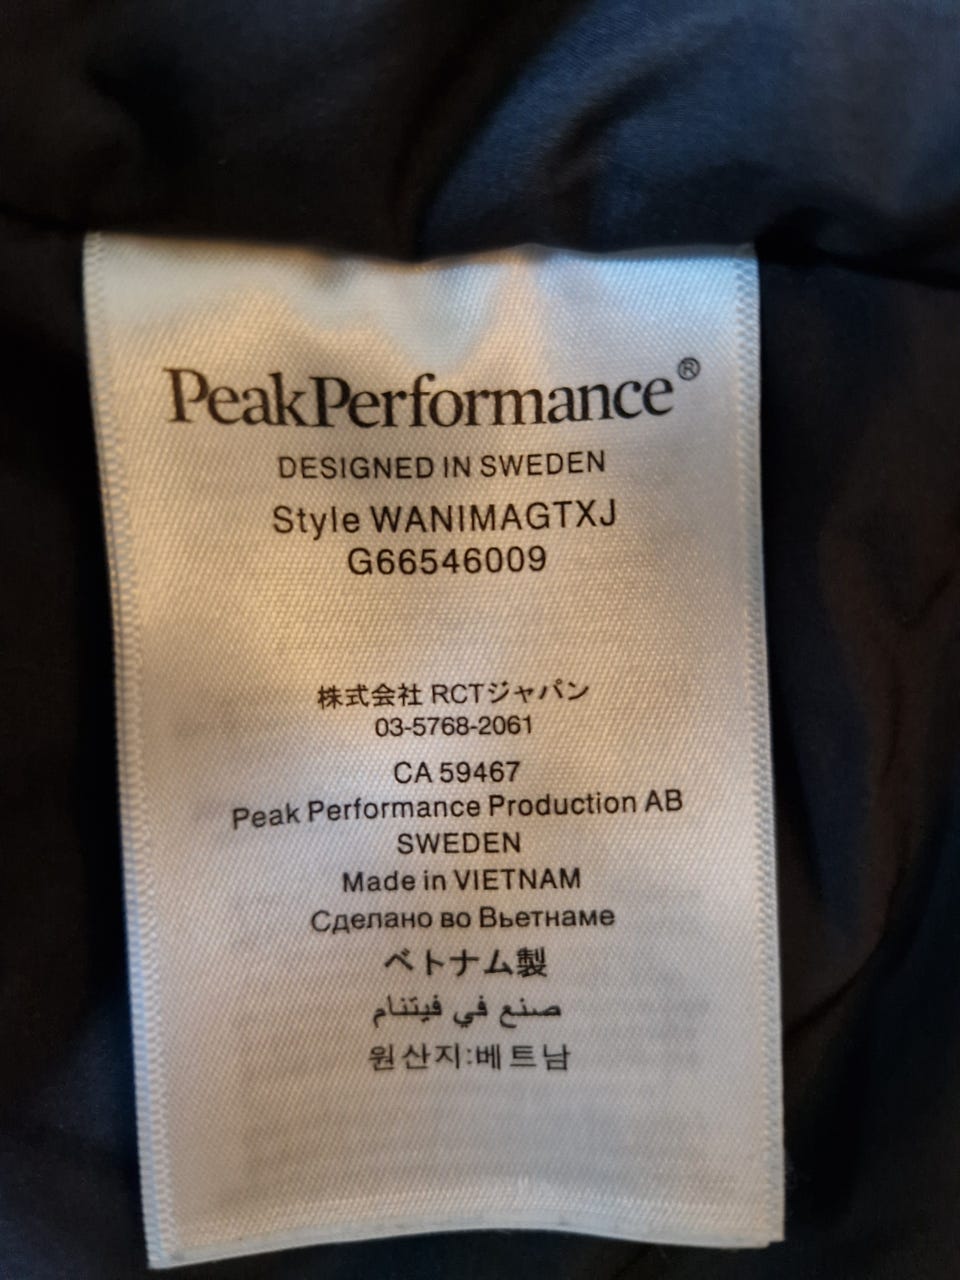 PeakPerformance®
DESIGNED IN SWEDEN
Style WANIMAGTXJ
G66546009
株式会社 RCTジャパン
03-5768-2061
CA 59467
Peak Performance Production AB
SWEDEN
Made in VIETNAM
Сделано во Вьетнаме
ベトナム製
صنع في فيتنام
원산지:베트남